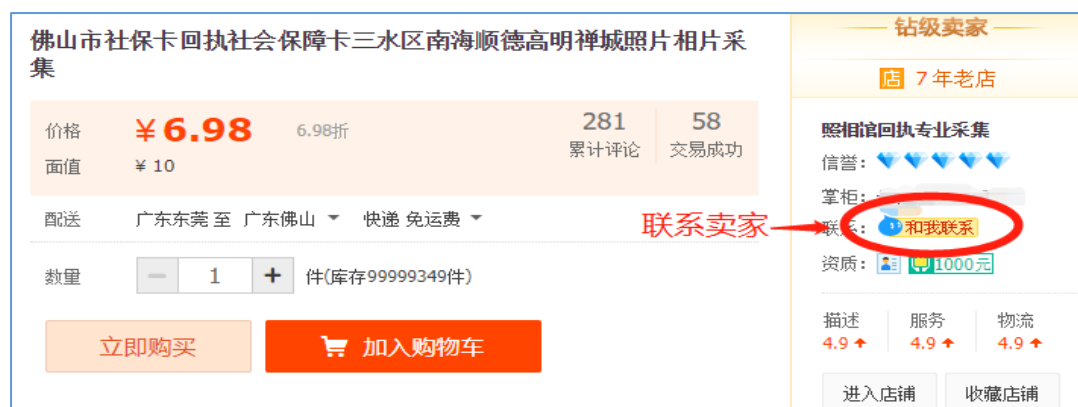 佛山市社保卡回执社会保障卡三水区南海顺德高明禅城照片相片采
集
价格 ¥6.98 6.98折
281 58
累计评论 交易成功
面值 ¥ 10
配送 广东东莞 至 广东佛山 快递 免运费
数量 − 1 + 件(库存99999349件)
立即购买 加入购物车
联系卖家
钻级卖家
店 7年老店
照相馆回执专业采集
信誉：
掌柜：
联系： 和我联系
资质： 1000元
描述 服务 物流
4.9 4.9 4.9
进入店铺 收藏店铺